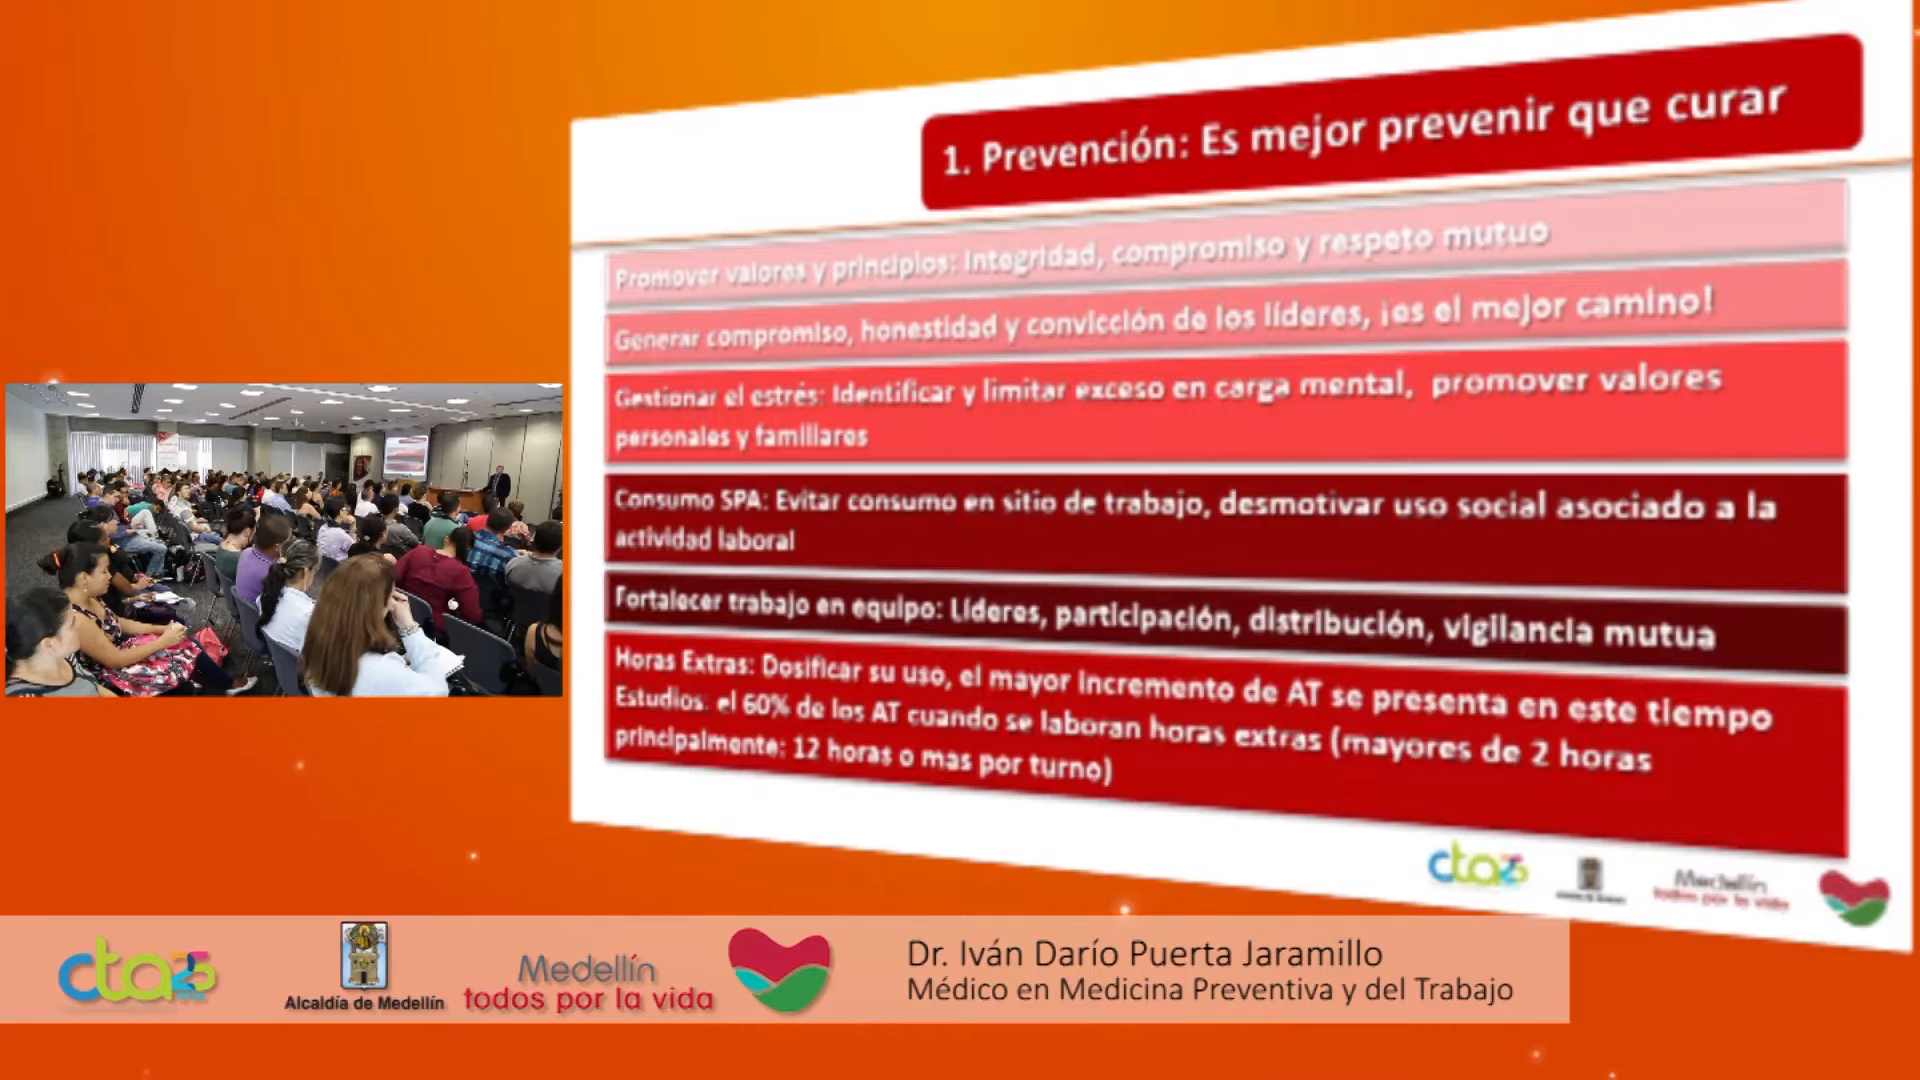 1. Prevención: Es mejor prevenir que curar
Promover valores y principios: Integridad, compromiso y respeto mutuo
Generar compromiso, honestidad y convicción de los líderes, ¡es el mejor camino!
Gestionar el estrés: Identificar y limitar exceso en carga mental, promover valores
personales y familiares
Consumo SPA: Evitar consumo en sitio de trabajo, desmotivar uso social asociado a la
actividad laboral
Fortalecer trabajo en equipo: Líderes, participación, distribución, vigilancia mutua
Horas Extras: Dosificar su uso, el mayor incremento de AT se presenta en este tiempo
Estudios: el 60% de los AT cuando se laboran horas extras (mayores de 2 horas
principalmente: 12 horas o mas por turno)
cta25
Medellín
todos por la vida
cta25
Alcaldía de Medellín
Medellín
todos por la vida
Dr. Iván Darío Puerta Jaramillo
Médico en Medicina Preventiva y del Trabajo